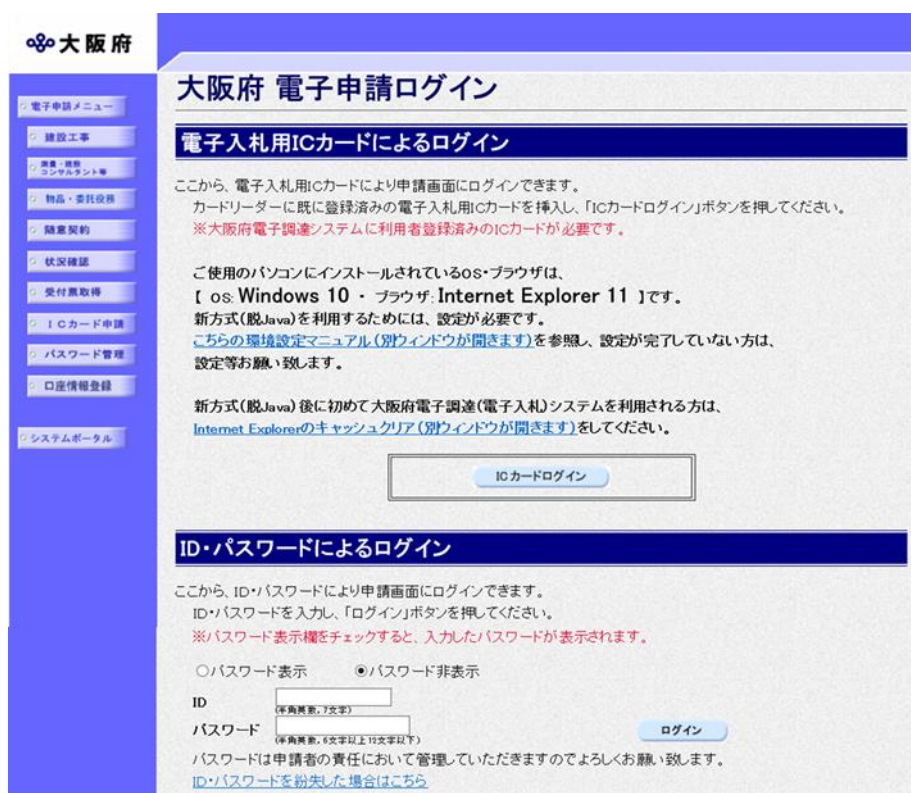 大阪府
電子申請メニュー
建設工事
測量・建設
コンサルタント等
物品・委託役務
随意契約
状況確認
受付票取得
ICカード申請
パスワード管理
口座情報登録
システムポータル
大阪府 電子申請ログイン
電子入札用ICカードによるログイン
ここから、電子入札用ICカードにより申請画面にログインできます。
カードリーダーに既に登録済みの電子入札用ICカードを挿入し、「ICカードログイン」ボタンを押してください。
※大阪府電子調達システムに利用者登録済みのICカードが必要です。
ご使用のパソコンにインストールされているOS・ブラウザは、
【 OS: Windows 10 ・ ブラウザ: Internet Explorer 11 】です。
新方式(脱Java)を利用するためには、設定が必要です。
こちらの環境設定マニュアル(別ウィンドウが開きます)を参照し、設定が完了していない方は、
設定等お願い致します。
新方式(脱Java)後に初めて大阪府電子調達(電子入札)システムを利用される方は、
Internet Explorerのキャッシュクリア(別ウィンドウが開きます)をしてください。
ICカードログイン
ID・パスワードによるログイン
ここから、ID・パスワードにより申請画面にログインできます。
ID・パスワードを入力し、「ログイン」ボタンを押してください。
※パスワード表示欄をチェックすると、入力したパスワードが表示されます。
パスワード表示 パスワード非表示
ID
(半角英数,7文字)
パスワード
ログイン
(半角英数,6文字以上12文字以下)
パスワードは申請者の責任において管理していただきますのでよろしくお願い致します。
ID・パスワードを紛失した場合はこちら